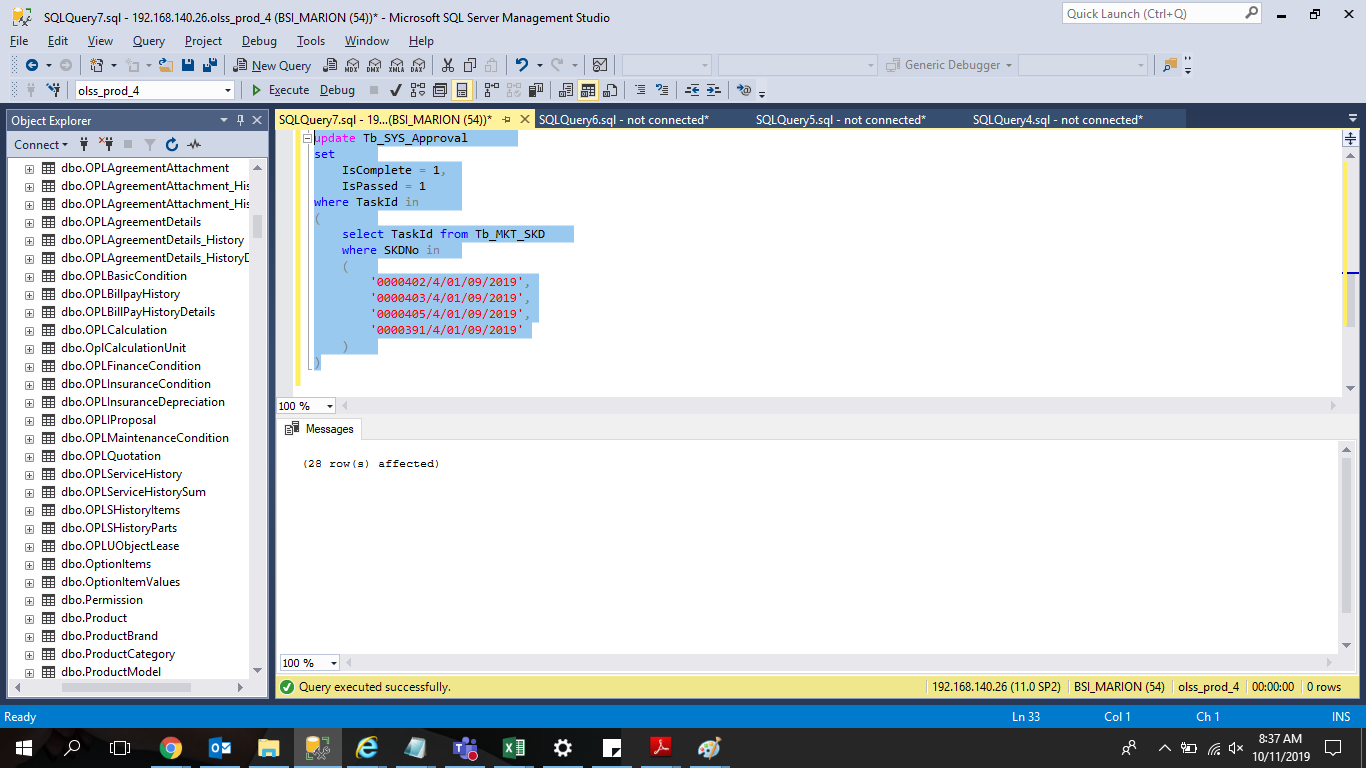 SQLQuery7.sql - 192.168.140.26.olss_prod_4 (BSI_MARION (54))* - Microsoft SQL Server Management Studio
Quick Launch (Ctrl+Q)
File Edit View Query Project Debug Tools Window Help
New Query MDX DMX XMLA DAX Generic Debugger
olss_prod_4 Execute Debug
Object Explorer
SQLQuery7.sql - 19...(BSI_MARION (54))* SQLQuery6.sql - not connected* SQLQuery5.sql - not connected* SQLQuery4.sql - not connected*
Connect
dbo.OPLAgreementAttachment
dbo.OPLAgreementAttachment_His
dbo.OPLAgreementAttachment_His
dbo.OPLAgreementDetails
dbo.OPLAgreementDetails_History
dbo.OPLAgreementDetails_HistoryD
dbo.OPLBasicCondition
dbo.OPLBillpayHistory
dbo.OPLBillPayHistoryDetails
dbo.OPLCalculation
dbo.OplCalculationUnit
dbo.OPLFinanceCondition
dbo.OPLInsuranceCondition
dbo.OPLInsuranceDepreciation
dbo.OPLIProposal
dbo.OPLMaintenanceCondition
dbo.OPLQuotation
dbo.OPLServiceHistory
dbo.OPLServiceHistorySum
dbo.OPLSHistoryItems
dbo.OPLSHistoryParts
dbo.OPLUObjectLease
dbo.OptionItems
dbo.OptionItemValues
dbo.Permission
dbo.Product
dbo.ProductBrand
dbo.ProductCategory
dbo.ProductModel
update Tb_SYS_Approval
set
IsComplete = 1,
IsPassed = 1
where TaskId in
(
select TaskId from Tb_MKT_SKD
where SKDNo in
(
'0000402/4/01/09/2019',
'0000403/4/01/09/2019',
'0000405/4/01/09/2019',
'0000391/4/01/09/2019'
)
)
100 %
Messages
(28 row(s) affected)
100 %
Query executed successfully. 192.168.140.26 (11.0 SP2) BSI_MARION (54) olss_prod_4 00:00:00 0 rows
Ready Ln 33 Col 1 Ch 1 INS
8:37 AM
10/11/2019